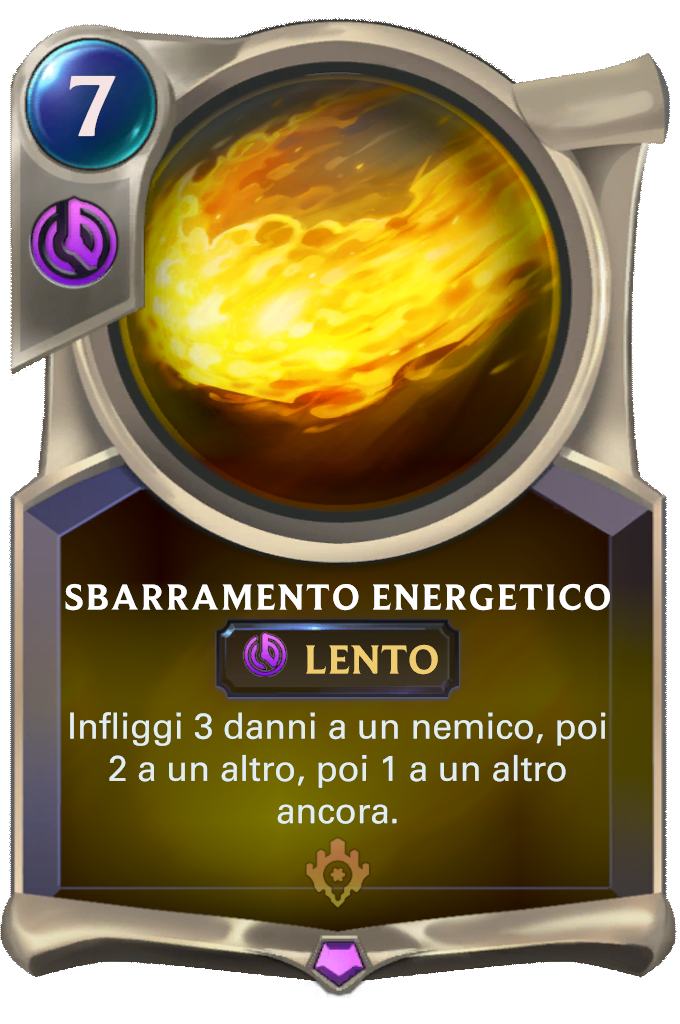 7
SBARRAMENTO ENERGETICO
LENTO
Infliggi 3 danni a un nemico, poi
2 a un altro, poi 1 a un altro
ancora.